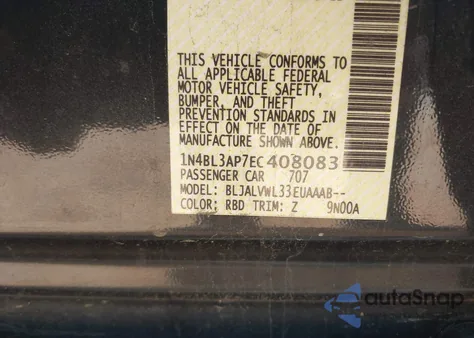 THIS VEHICLE CONFORMS TO
ALL APPLICABLE FEDERAL
MOTOR VEHICLE SAFETY,
BUMPER, AND THEFT
PREVENTION STANDARDS IN
EFFECT ON THE DATE OF
MANUFACTURE SHOWN ABOVE.
1N4BL3AP7EC408083
PASSENGER CAR 707
MODEL: BLJALVWL33EUAAAB--
COLOR: RBD TRIM: Z 9N00A
autoSnap